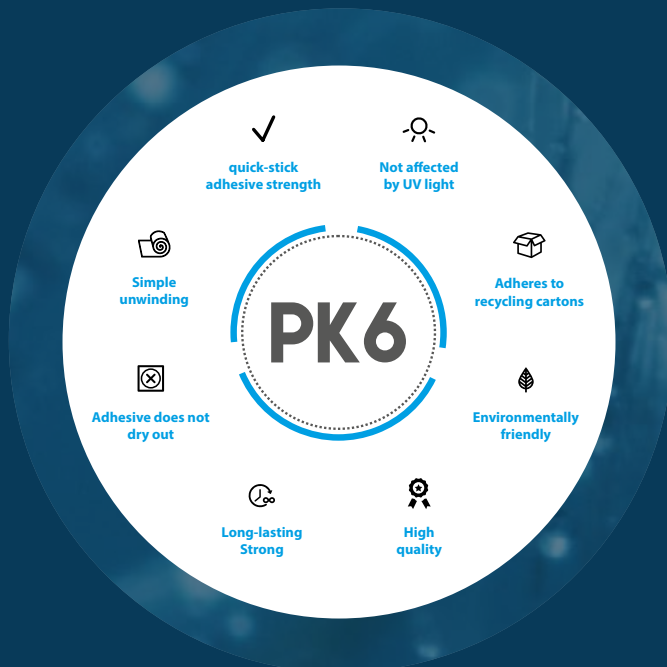 quick-stick
adhesive strength
Not affected
by UV light
Simple
unwinding
Adheres to
recycling cartons
PK6
Adhesive does not
dry out
Environmentally
friendly
Long-lasting
Strong
High
quality